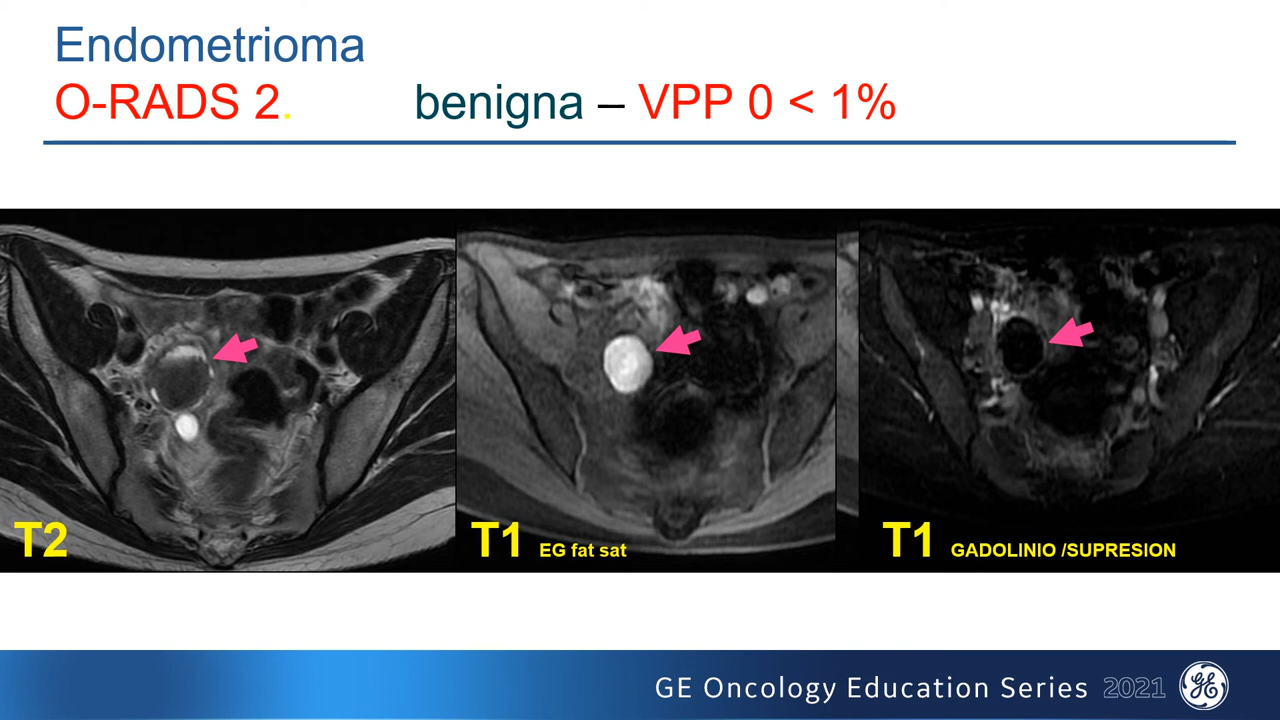 Endometrioma
O-RADS 2. benigna – VPP 0 < 1%
T2
T1 EG fat sat
T1 GADOLINIO /SUPRESION
GE Oncology Education Series 2021
GE